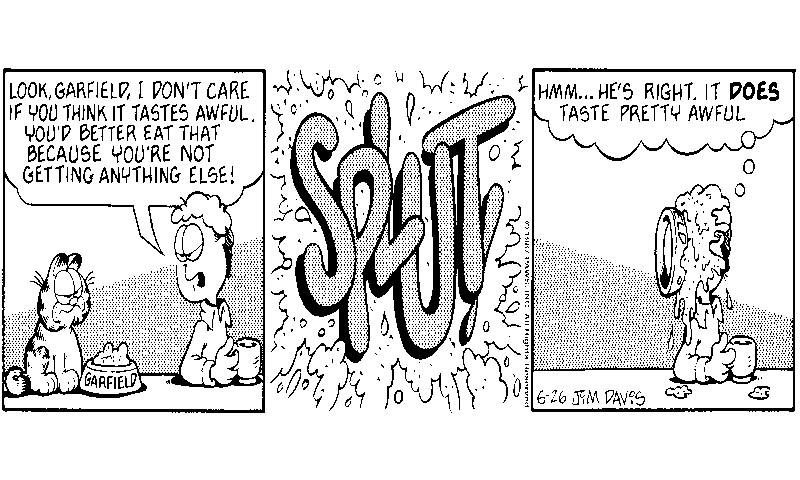 LOOK, GARFIELD, I DON'T CARE
IF YOU THINK IT TASTES AWFUL.
YOU'D BETTER EAT THAT
BECAUSE YOU'RE NOT
GETTING ANYTHING ELSE!
GARFIELD
SPLUT!
HMM... HE'S RIGHT. IT DOES
TASTE PRETTY AWFUL
6-26 JIM DAVIS